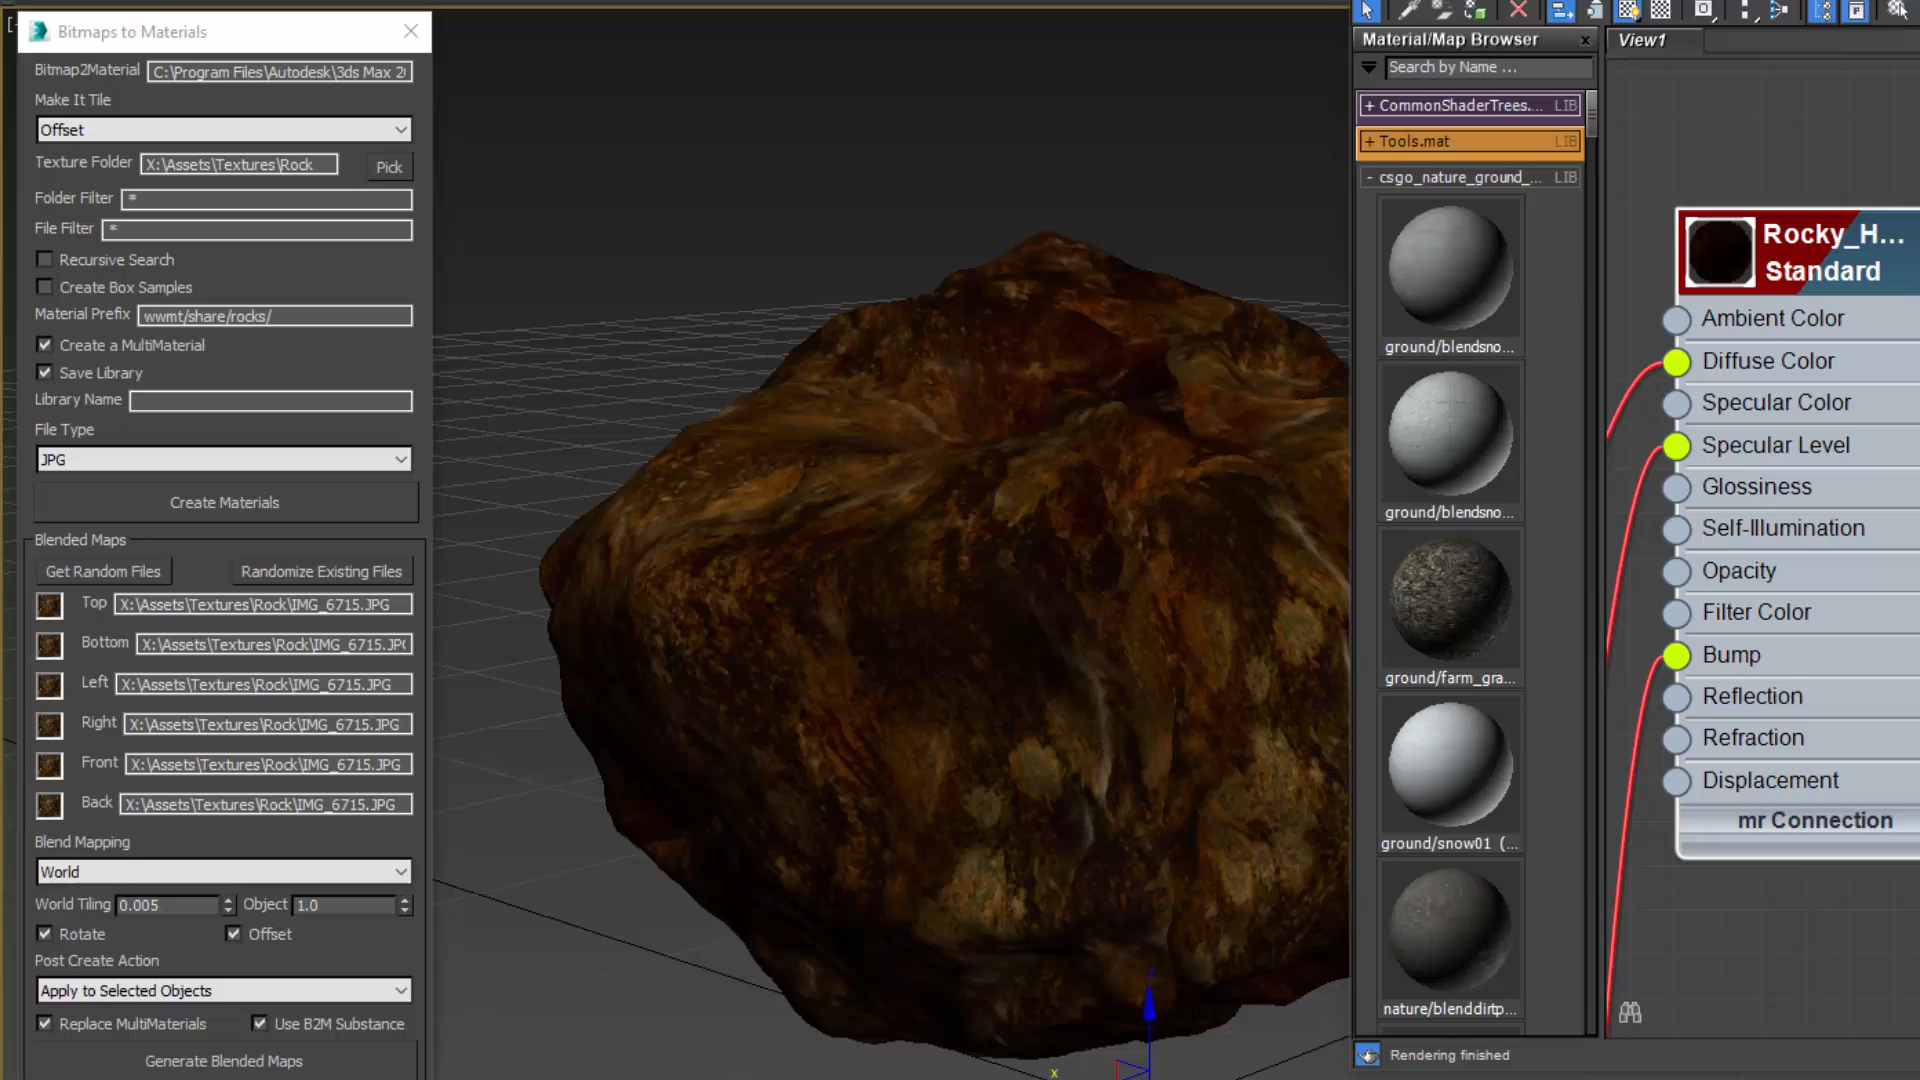 Bitmaps to Materials
Bitmap2Material C:\Program Files\Autodesk\3ds Max 2
Make It Tile
Offset
Texture Folder X:\Assets\Textures\Rock Pick
Folder Filter *
File Filter *
Recursive Search
Create Box Samples
Material Prefix wwmt/share/rocks/
Create a MultiMaterial
Save Library
Library Name
File Type
JPG
Create Materials
Blended Maps
Get Random Files Randomize Existing Files
Top X:\Assets\Textures\Rock\IMG_6715.JPG
Bottom X:\Assets\Textures\Rock\IMG_6715.JP
Left X:\Assets\Textures\Rock\IMG_6715.JPG
Right X:\Assets\Textures\Rock\IMG_6715.JPG
Front X:\Assets\Textures\Rock\IMG_6715.JPG
Back X:\Assets\Textures\Rock\IMG_6715.JPG
Blend Mapping
World
World Tiling 0.005 Object 1.0
Rotate Offset
Post Create Action
Apply to Selected Objects
Replace MultiMaterials Use B2M Substance
Generate Blended Maps
x
Material/Map Browser x
Search by Name ...
+ CommonShaderTrees.... LIB
+ Tools.mat LIB
- csgo_nature_ground_... LIB
ground/blendsno...
ground/blendsno...
ground/farm_gra...
ground/snow01 (...
nature/blenddirtp...
Rendering finished
View1
Rocky_H...
Standard
Ambient Color
Diffuse Color
Specular Color
Specular Level
Glossiness
Self-Illumination
Opacity
Filter Color
Bump
Reflection
Refraction
Displacement
mr Connection